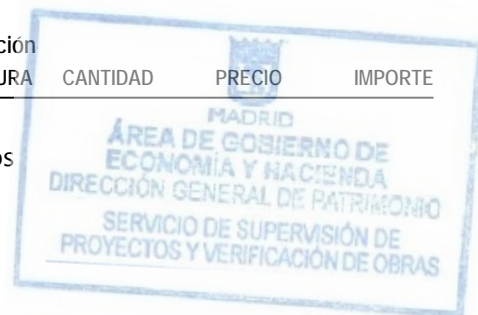 ción
URA CANTIDAD PRECIO IMPORTE
OS
MADRID
ÁREA DE GOBIERNO DE
ECONOMÍA Y HACIENDA
DIRECCIÓN GENERAL DE PATRIMONIO
SERVICIO DE SUPERVISIÓN DE
PROYECTOS Y VERIFICACIÓN DE OBRAS